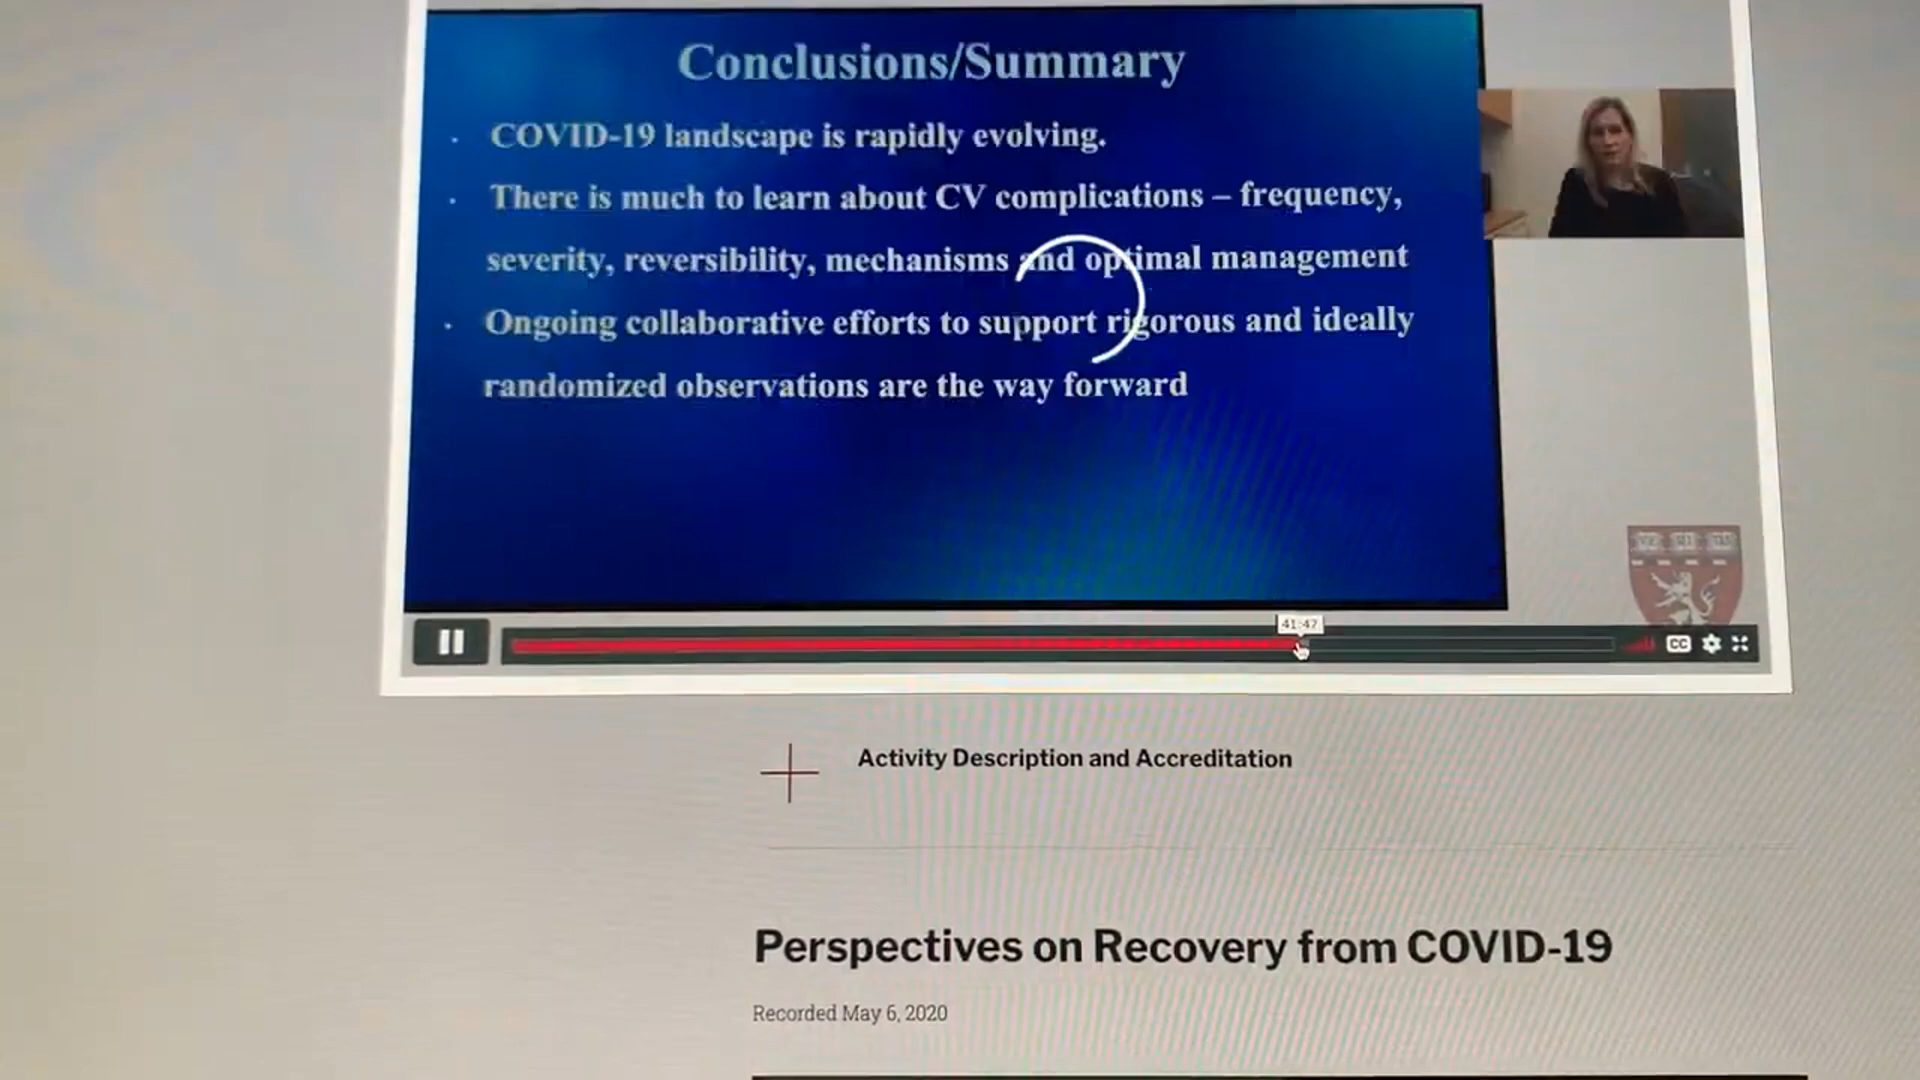 Conclusions/Summary
COVID-19 landscape is rapidly evolving.
There is much to learn about CV complications – frequency,
severity, reversibility, mechanisms and optimal management
Ongoing collaborative efforts to support rigorous and ideally
randomized observations are the way forward
41:47
CC
Activity Description and Accreditation
Perspectives on Recovery from COVID-19
Recorded May 6, 2020